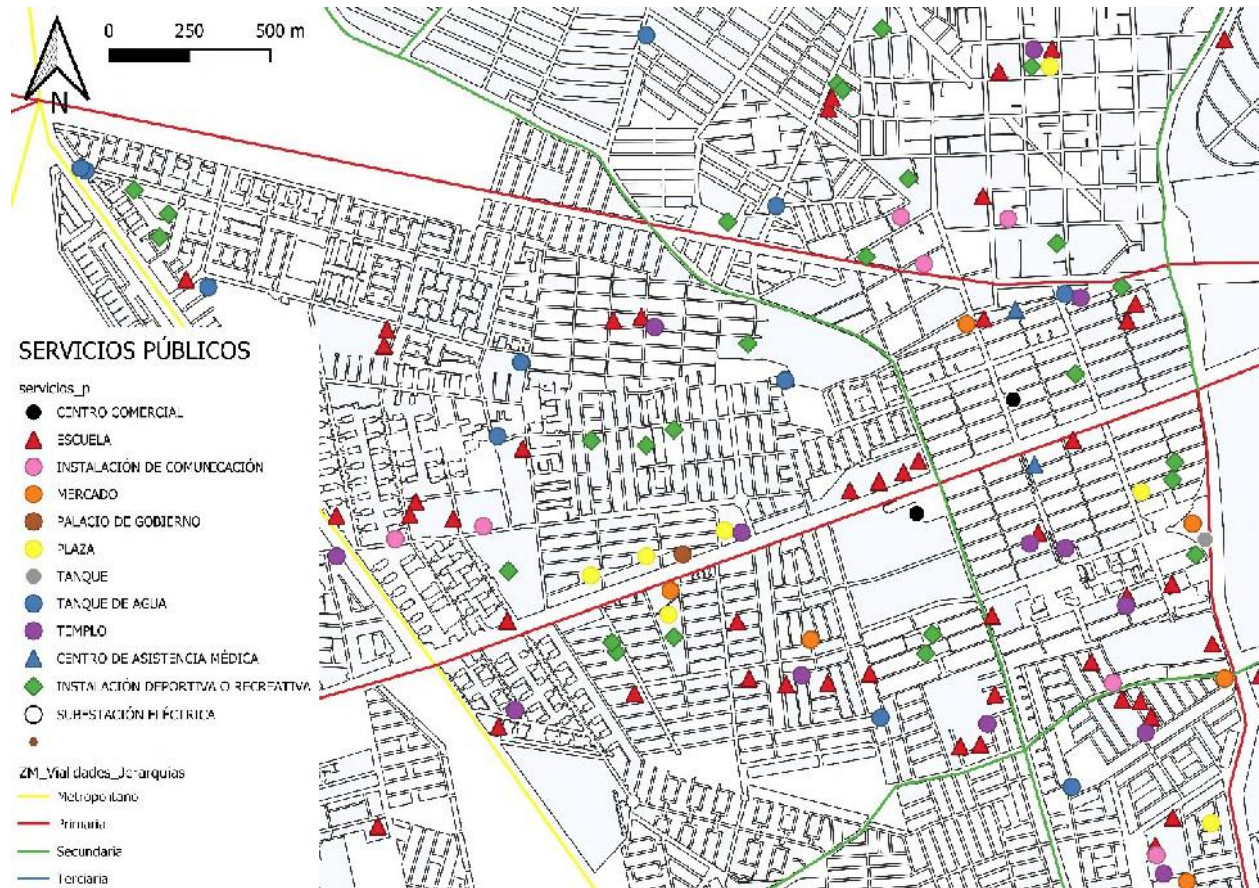 0 250 500 m
N
SERVICIOS PÚBLICOS
servicios_p
CENTRO COMERCIAL
ESCUELA
INSTALACIÓN DE COMUNICACIÓN
MERCADO
PALACIO DE GOBIERNO
PLAZA
TANQUE
TANQUE DE AGUA
TEMPLO
CENTRO DE ASISTENCIA MÉDICA
INSTALACIÓN DEPORTIVA O RECREATIVA
SUBESTACIÓN ELÉCTRICA
ZM_Vialidades_Jerarquias
Metropolitano
Primaria
Secundaria
Terciaria